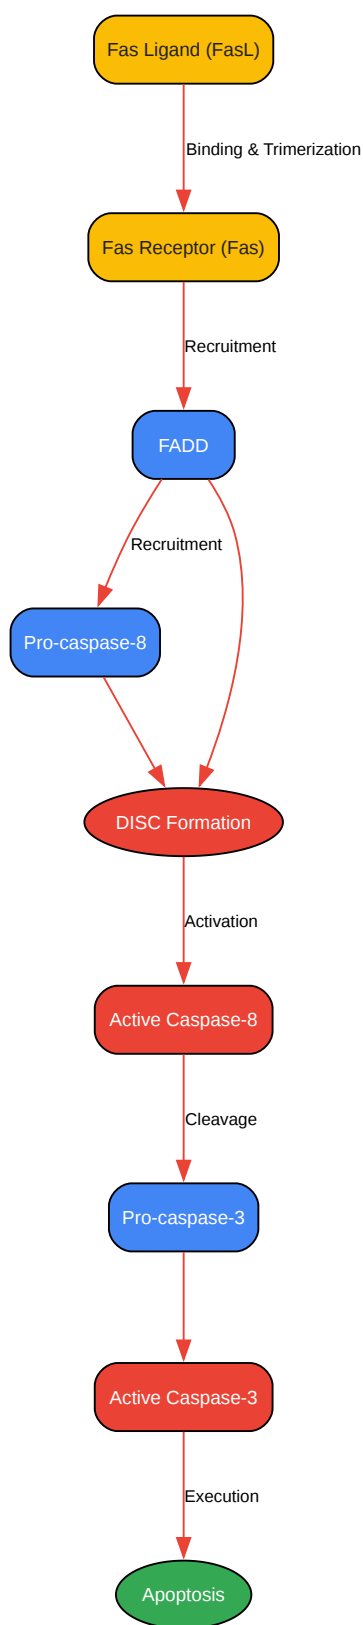 Fas Ligand (FasL)
Binding & Trimerization
Fas Receptor (Fas)
Recruitment
FADD
Recruitment
Pro-caspase-8
DISC Formation
Activation
Active Caspase-8
Cleavage
Pro-caspase-3
Active Caspase-3
Execution
Apoptosis